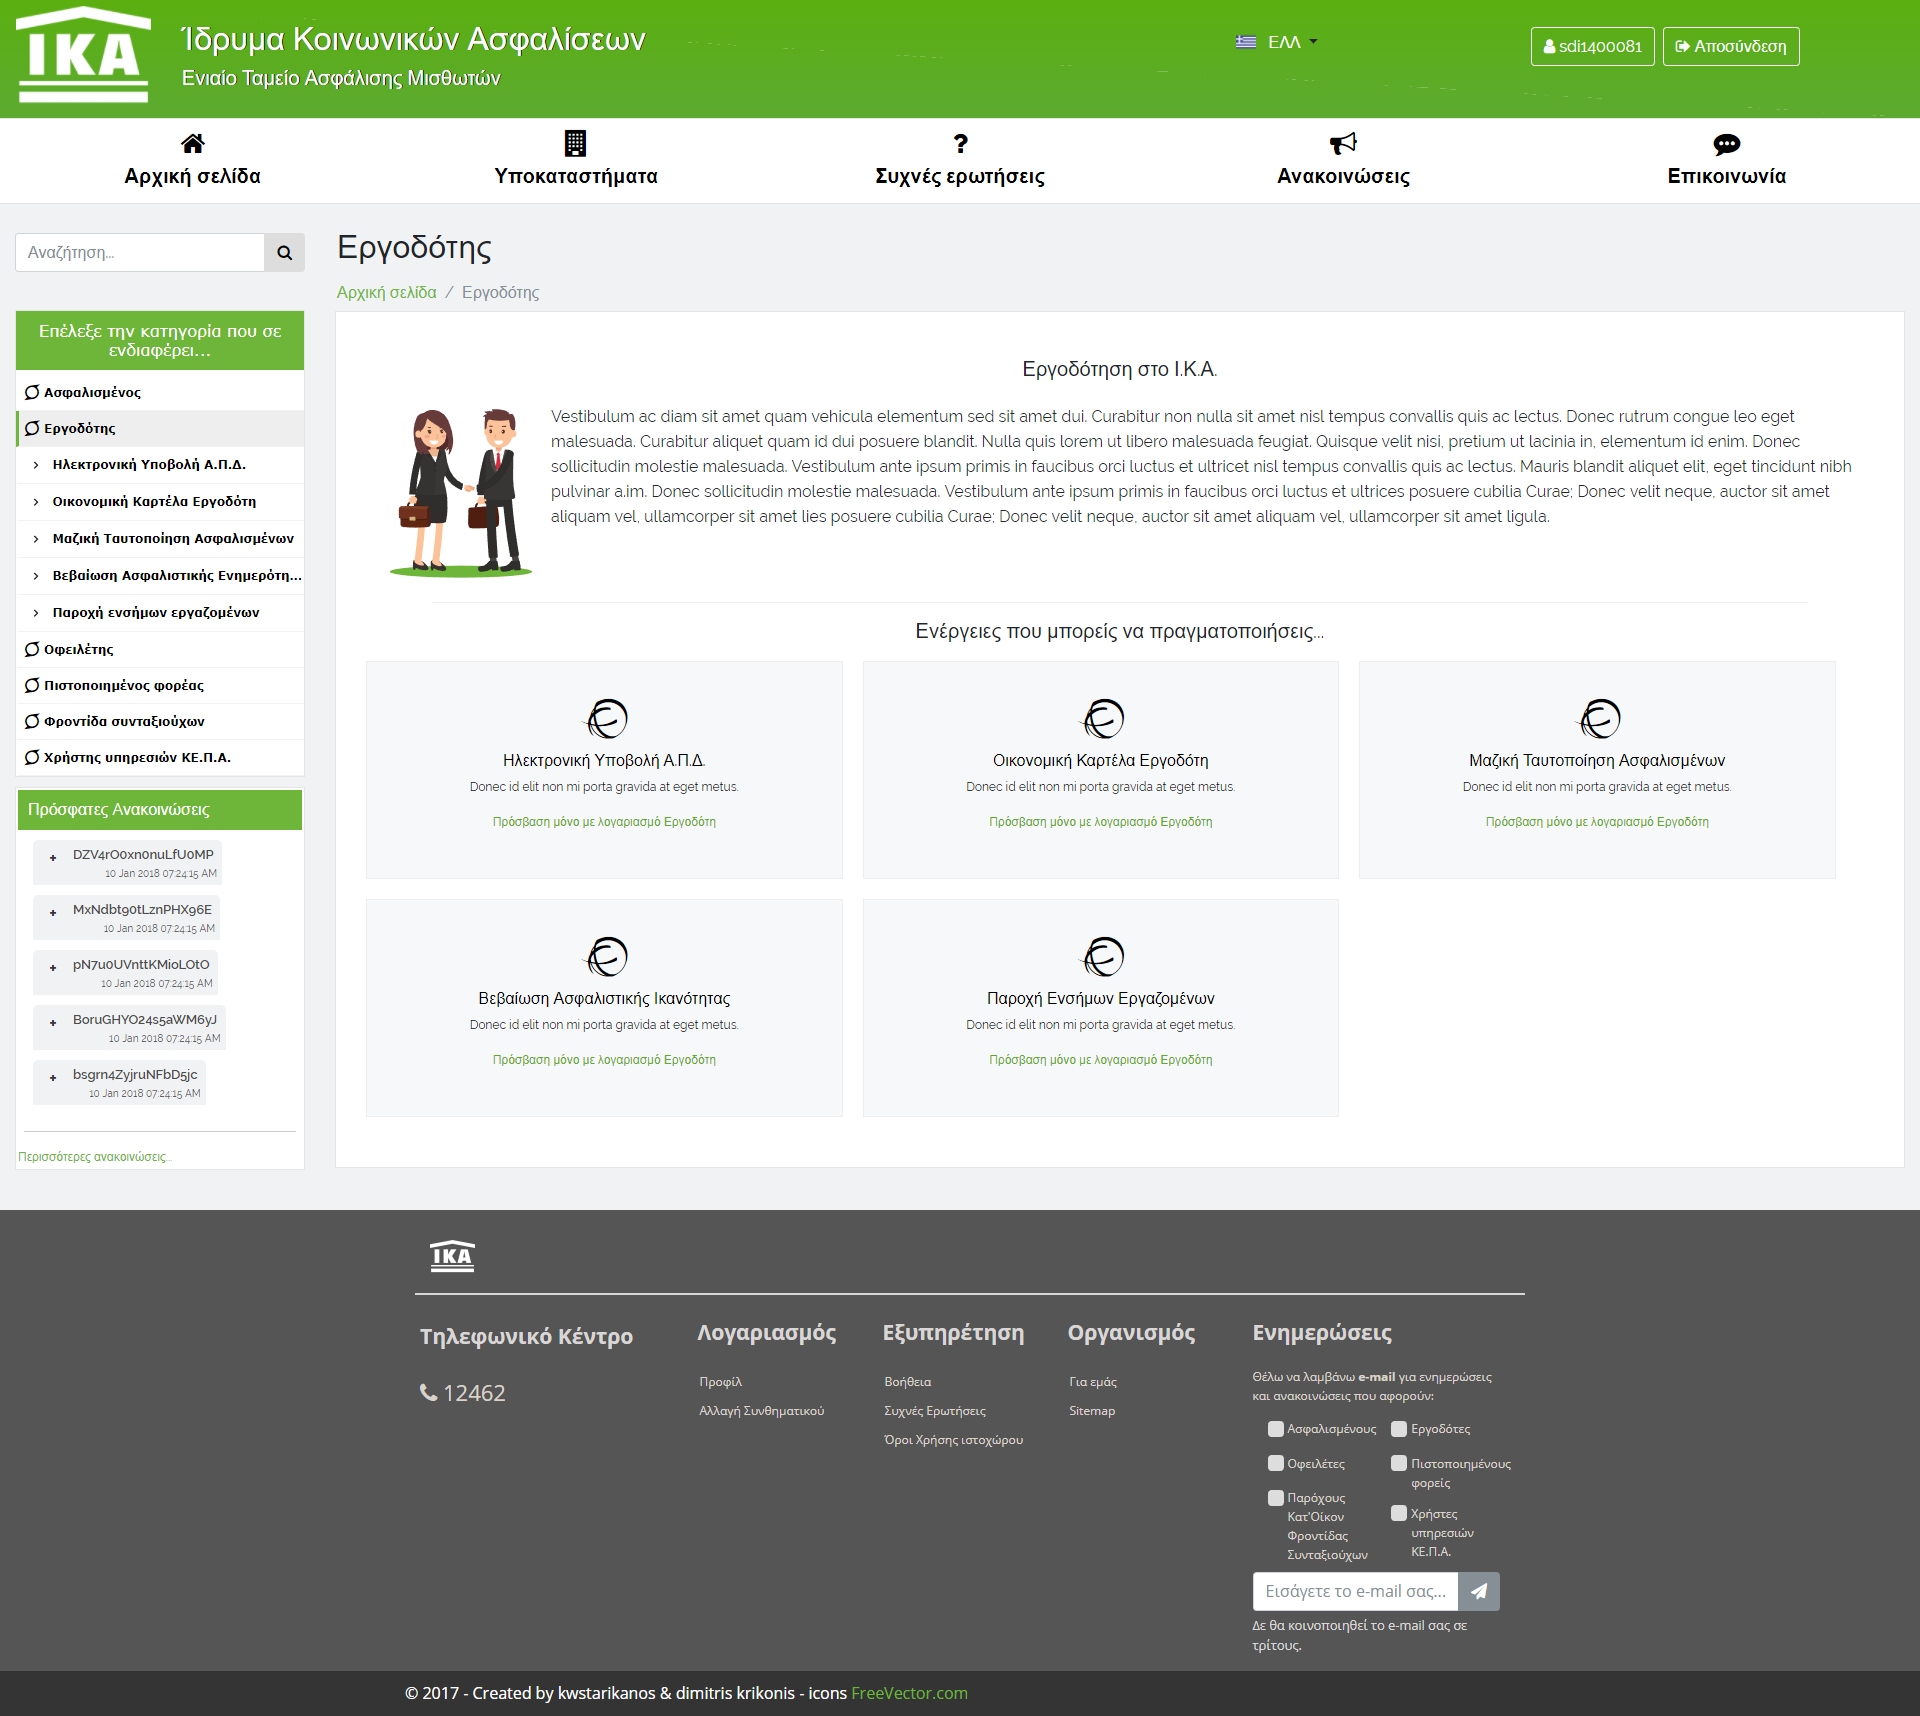 ΙΚΑ
Ίδρυμα Κοινωνικών Ασφαλίσεων
Ενιαίο Ταμείο Ασφάλισης Μισθωτών
ΕΛΛ
sdi1400081
Αποσύνδεση
Αρχική σελίδα
Υποκαταστήματα
Συχνές ερωτήσεις
Ανακοινώσεις
Επικοινωνία
Αναζήτηση...
Εργοδότης
Αρχική σελίδα / Εργοδότης
Επέλεξε την κατηγορία που σε
ενδιαφέρει...
Ασφαλισμένος
Εργοδότης
Ηλεκτρονική Υποβολή Α.Π.Δ.
Οικονομική Καρτέλα Εργοδότη
Μαζική Ταυτοποίηση Ασφαλισμένων
Βεβαίωση Ασφαλιστικής Ενημερότη...
Παροχή ενσήμων εργαζομένων
Οφειλέτης
Πιστοποιημένος φορέας
Φροντίδα συνταξιούχων
Χρήστης υπηρεσιών ΚΕ.Π.Α.
Πρόσφατες Ανακοινώσεις
DZV4rO0xn0nuLfU0MP
10 Jan 2018 07:24:15 AM
MxNdbt90tLznPHX96E
10 Jan 2018 07:24:15 AM
pN7u0UVnttKMioLOtO
10 Jan 2018 07:24:15 AM
BoruGHYO24s5aWM6yJ
10 Jan 2018 07:24:15 AM
bsgrn4ZyjruNFbD5jc
10 Jan 2018 07:24:15 AM
Περισσότερες ανακοινώσεις...
Εργοδότηση στο Ι.Κ.Α.
Vestibulum ac diam sit amet quam vehicula elementum sed sit amet dui. Curabitur non nulla sit amet nisl tempus convallis quis ac lectus. Donec rutrum congue leo eget
malesuada. Curabitur aliquet quam id dui posuere blandit. Nulla quis lorem ut libero malesuada feugiat. Quisque velit nisi, pretium ut lacinia in, elementum id enim. Donec
sollicitudin molestie malesuada. Vestibulum ante ipsum primis in faucibus orci luctus et ultricet nisl tempus convallis quis ac lectus. Mauris blandit aliquet elit, eget tincidunt nibh
pulvinar a.im. Donec sollicitudin molestie malesuada. Vestibulum ante ipsum primis in faucibus orci luctus et ultrices posuere cubilia Curae; Donec velit neque, auctor sit amet
aliquam vel, ullamcorper sit amet lies posuere cubilia Curae; Donec velit neque, auctor sit amet aliquam vel, ullamcorper sit amet ligula.
Ενέργειες που μπορείς να πραγματοποιήσεις...
Ηλεκτρονική Υποβολή Α.Π.Δ.
Donec id elit non mi porta gravida at eget metus.
Πρόσβαση μόνο με λογαριασμό Εργοδότη
Οικονομική Καρτέλα Εργοδότη
Donec id elit non mi porta gravida at eget metus.
Πρόσβαση μόνο με λογαριασμό Εργοδότη
Μαζική Ταυτοποίηση Ασφαλισμένων
Donec id elit non mi porta gravida at eget metus.
Πρόσβαση μόνο με λογαριασμό Εργοδότη
Βεβαίωση Ασφαλιστικής Ικανότητας
Donec id elit non mi porta gravida at eget metus.
Πρόσβαση μόνο με λογαριασμό Εργοδότη
Παροχή Ενσήμων Εργαζομένων
Donec id elit non mi porta gravida at eget metus.
Πρόσβαση μόνο με λογαριασμό Εργοδότη
ΙΚΑ
Τηλεφωνικό Κέντρο
12462
Λογαριασμός
Προφίλ
Αλλαγή Συνθηματικού
Εξυπηρέτηση
Βοήθεια
Συχνές Ερωτήσεις
Όροι Χρήσης ιστοχώρου
Οργανισμός
Για εμάς
Sitemap
Ενημερώσεις
Θέλω να λαμβάνω e-mail για ενημερώσεις
και ανακοινώσεις που αφορούν:
Ασφαλισμένους
Εργοδότες
Οφειλέτες
Πιστοποιημένους
φορείς
Παρόχους
Κατ'Οίκον
Φροντίδας
Συνταξιούχων
Χρήστες
υπηρεσιών
ΚΕ.Π.Α.
Εισάγετε το e-mail σας...
Δε θα κοινοποιηθεί το e-mail σας σε
τρίτους.
© 2017 - Created by kwstarikanos & dimitris krikonis - icons FreeVector.com